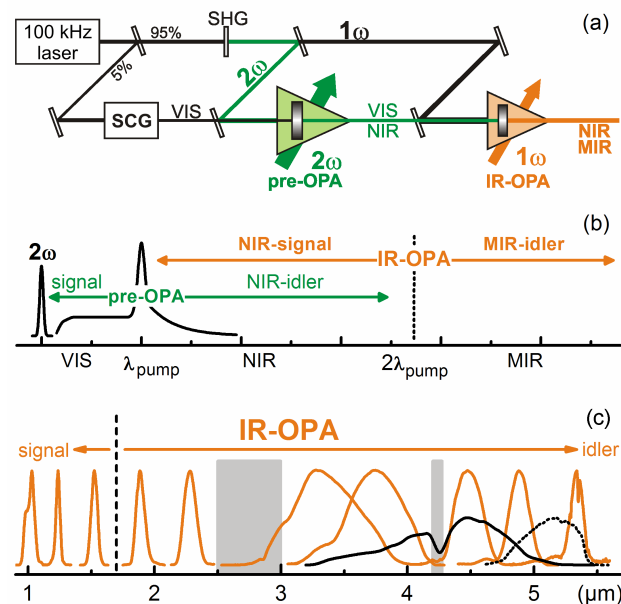 (a)
100 kHz
laser
95%
5%
SHG
1ω
2ω
SCG
VIS
VIS
NIR
2ω
pre-OPA
1ω
IR-OPA
NIR
MIR
(b)
2ω
NIR-signal
IR-OPA
MIR-idler
signal
pre-OPA
NIR-idler
VIS
λpump
NIR
2λpump
MIR
(c)
IR-OPA
signal
idler
1 2 3 4 5 (μm)